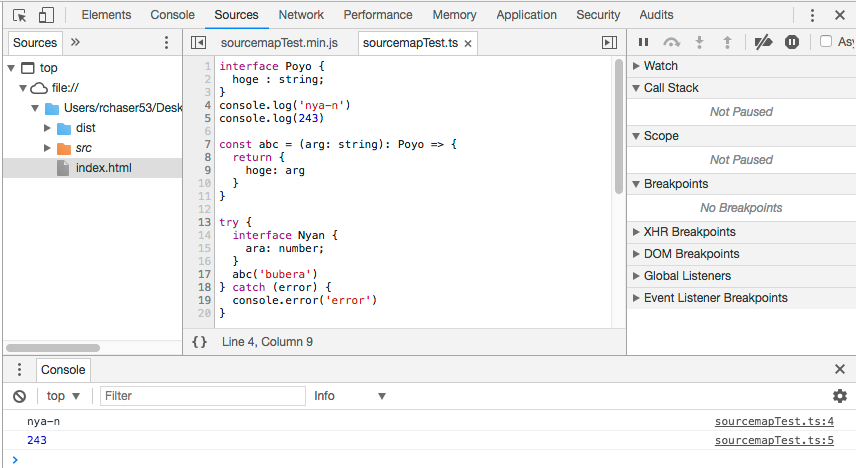 Elements Console Sources Network Performance Memory Application Security Audits
Sources »
sourcemapTest.min.js sourcemapTest.ts ×
top
file://
Users/rchaser53/Desk
dist
src
index.html
1 interface Poyo {
2 hoge : string;
3 }
4 console.log('nya-n')
5 console.log(243)
6
7 const abc = (arg: string): Poyo => {
8 return {
9 hoge: arg
10 }
11 }
12
13 try {
14 interface Nyan {
15 ara: number;
16 }
17 abc('bubera')
18 } catch (error) {
19 console.error('error')
20 }
{} Line 4, Column 9
Asy
Watch
Call Stack
Not Paused
Scope
Not Paused
Breakpoints
No Breakpoints
XHR Breakpoints
DOM Breakpoints
Global Listeners
Event Listener Breakpoints
Console
top Filter Info
nya-n sourcemapTest.ts:4
243 sourcemapTest.ts:5
>